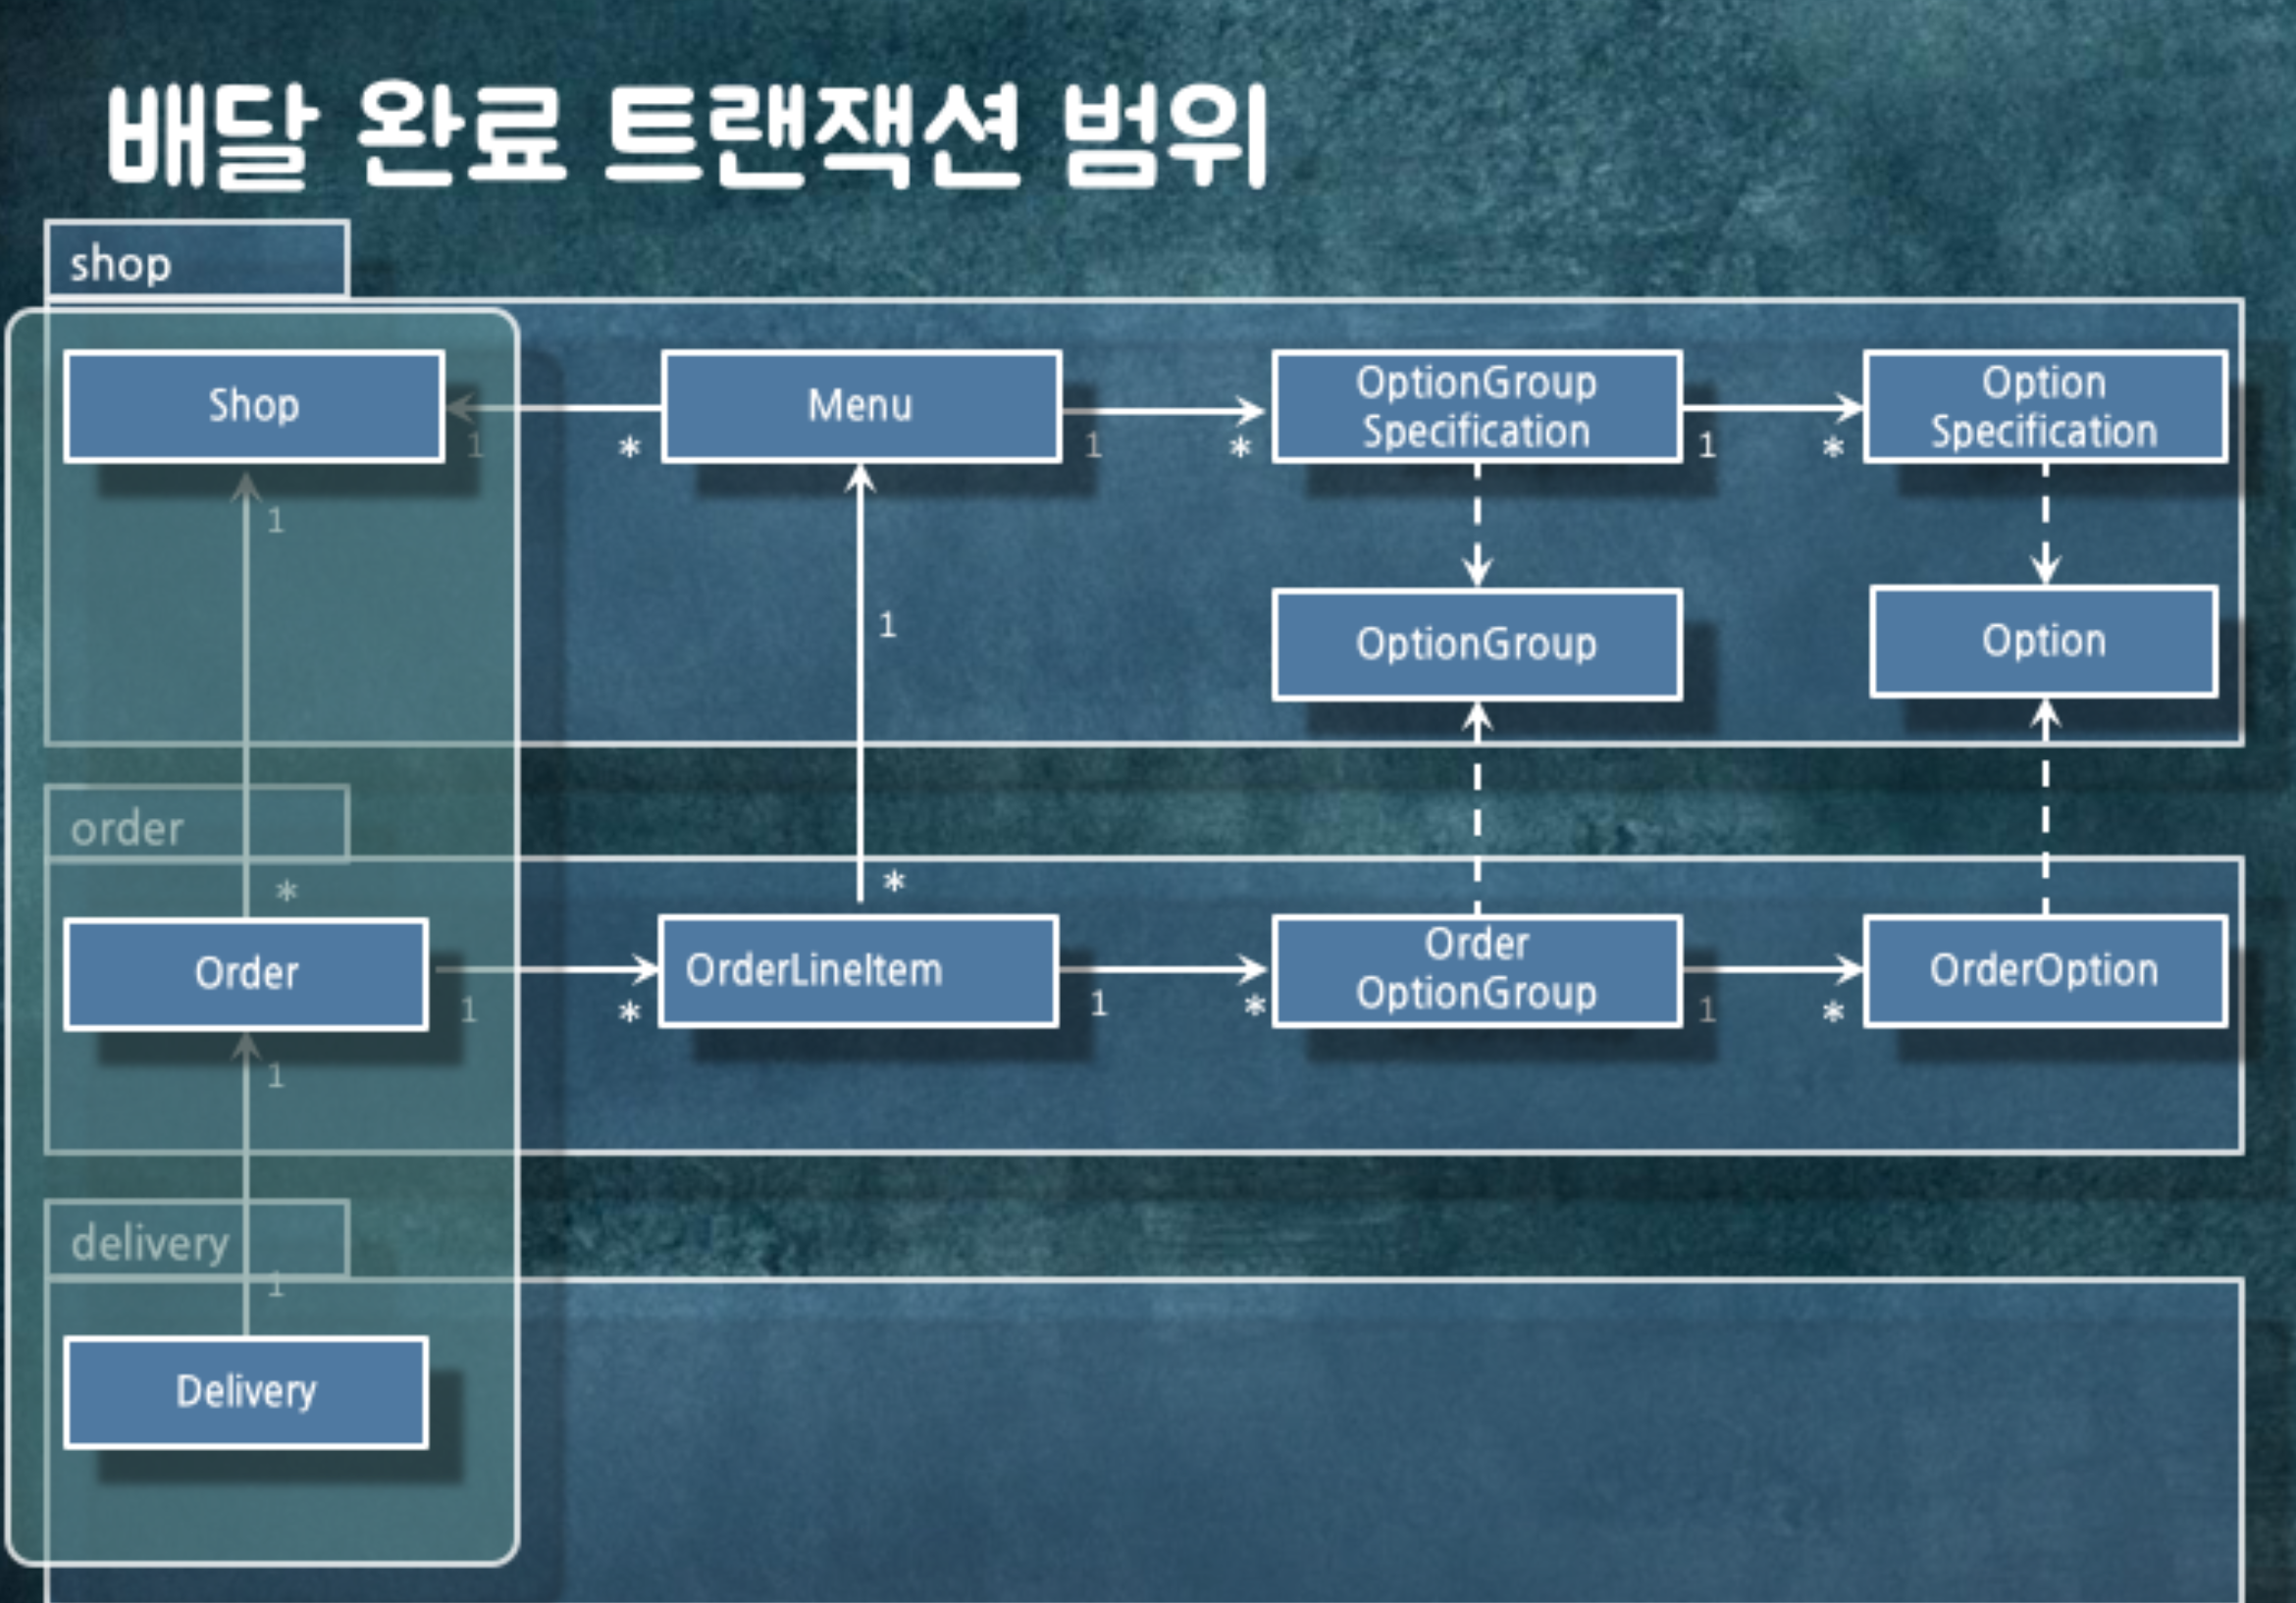 배달 완료 트랜잭션 범위
shop
Shop
1
*
Menu
1
*
OptionGroup
Specification
1
*
Option
Specification
1
1
OptionGroup
Option
order
*
*
Order
1
*
OrderLineItem
1
*
Order
OptionGroup
1
*
OrderOption
1
delivery
1
Delivery